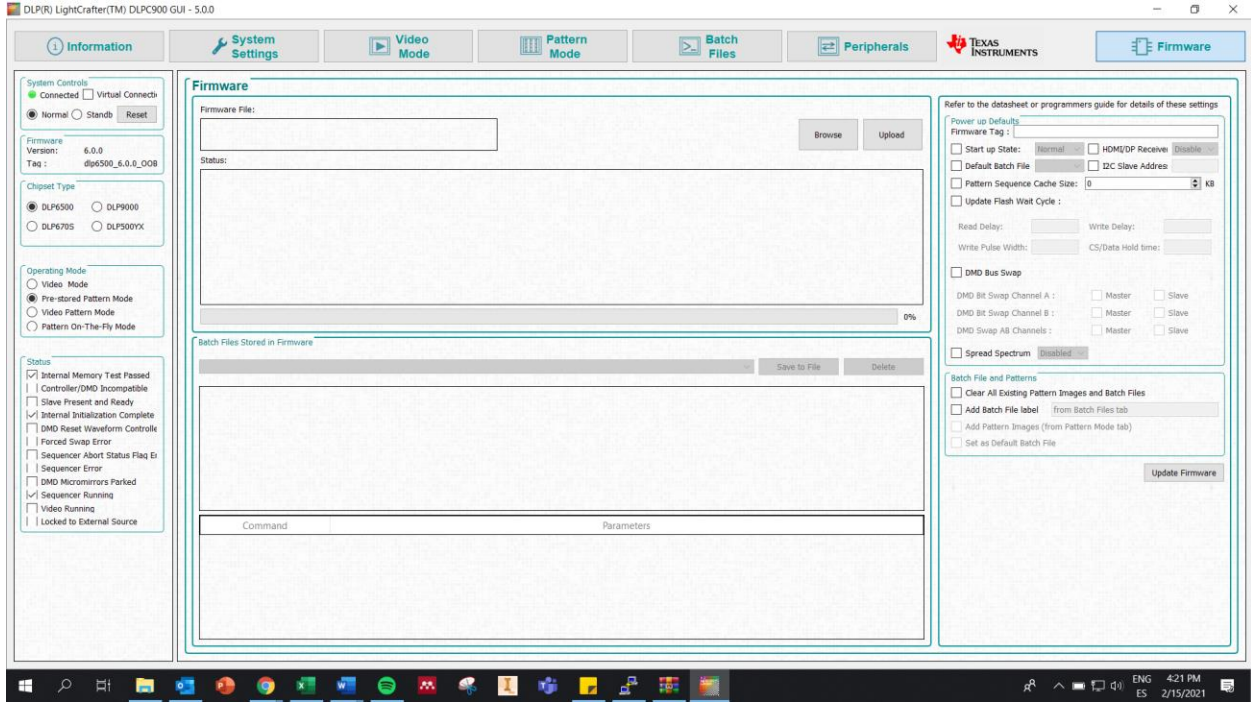 DLP(R) LightCrafter(TM) DLPC900 GUI - 5.0.0
Information
System
Settings
Video
Mode
Pattern
Mode
Batch
Files
Peripherals
TEXAS
INSTRUMENTS
Firmware
System Controls
Connected Virtual Connecti
Normal Standb Reset
Firmware
Version: 6.0.0
Tag : dlp6500_6.0.0_OOB
Chipset Type
DLP6500 DLP9000
DLP670S DLP500YX
Operating Mode
Video Mode
Pre-stored Pattern Mode
Video Pattern Mode
Pattern On-The-Fly Mode
Status
Internal Memory Test Passed
Controller/DMD Incompatible
Slave Present and Ready
Internal Initialization Complete
DMD Reset Waveform Controlle
Forced Swap Error
Sequencer Abort Status Flag Er
Sequencer Error
DMD Micromirrors Parked
Sequencer Running
Video Running
Locked to External Source
Firmware
Firmware File:
Browse Upload
Status:
0%
Batch Files Stored in Firmware
Save to File Delete
Command Parameters
Refer to the datasheet or programmers guide for details of these settings
Power up Defaults
Firmware Tag :
Start up State: Normal HDMI/DP Receiver Disable
Default Batch File I2C Slave Addres
Pattern Sequence Cache Size: 0 KB
Update Flash Wait Cycle :
Read Delay: Write Delay:
Write Pulse Width: CS/Data Hold time:
DMD Bus Swap
DMD Bit Swap Channel A : Master Slave
DMD Bit Swap Channel B : Master Slave
DMD Swap AB Channels : Master Slave
Spread Spectrum Disabled
Batch File and Patterns
Clear All Existing Pattern Images and Batch Files
Add Batch File label from Batch Files tab
Add Pattern Images (from Pattern Mode tab)
Set as Default Batch File
Update Firmware
ENG 4:21 PM
ES 2/15/2021